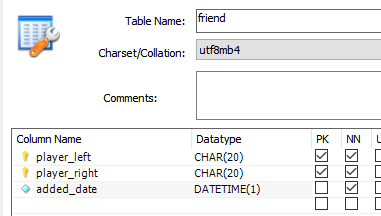 Table Name: friend
Charset/Collation: utf8mb4
Comments:
Column Name Datatype PK NN
player_left CHAR(20)
player_right CHAR(20)
added_date DATETIME(1)